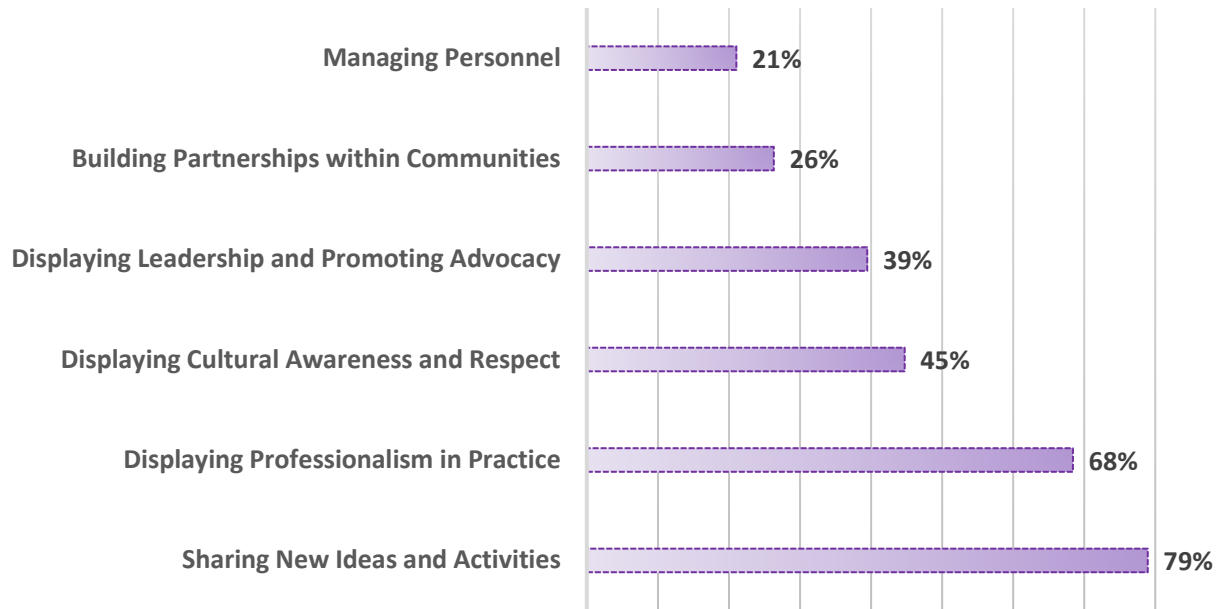 Managing Personnel 21%
Building Partnerships within Communities 26%
Displaying Leadership and Promoting Advocacy 39%
Displaying Cultural Awareness and Respect 45%
Displaying Professionalism in Practice 68%
Sharing New Ideas and Activities 79%